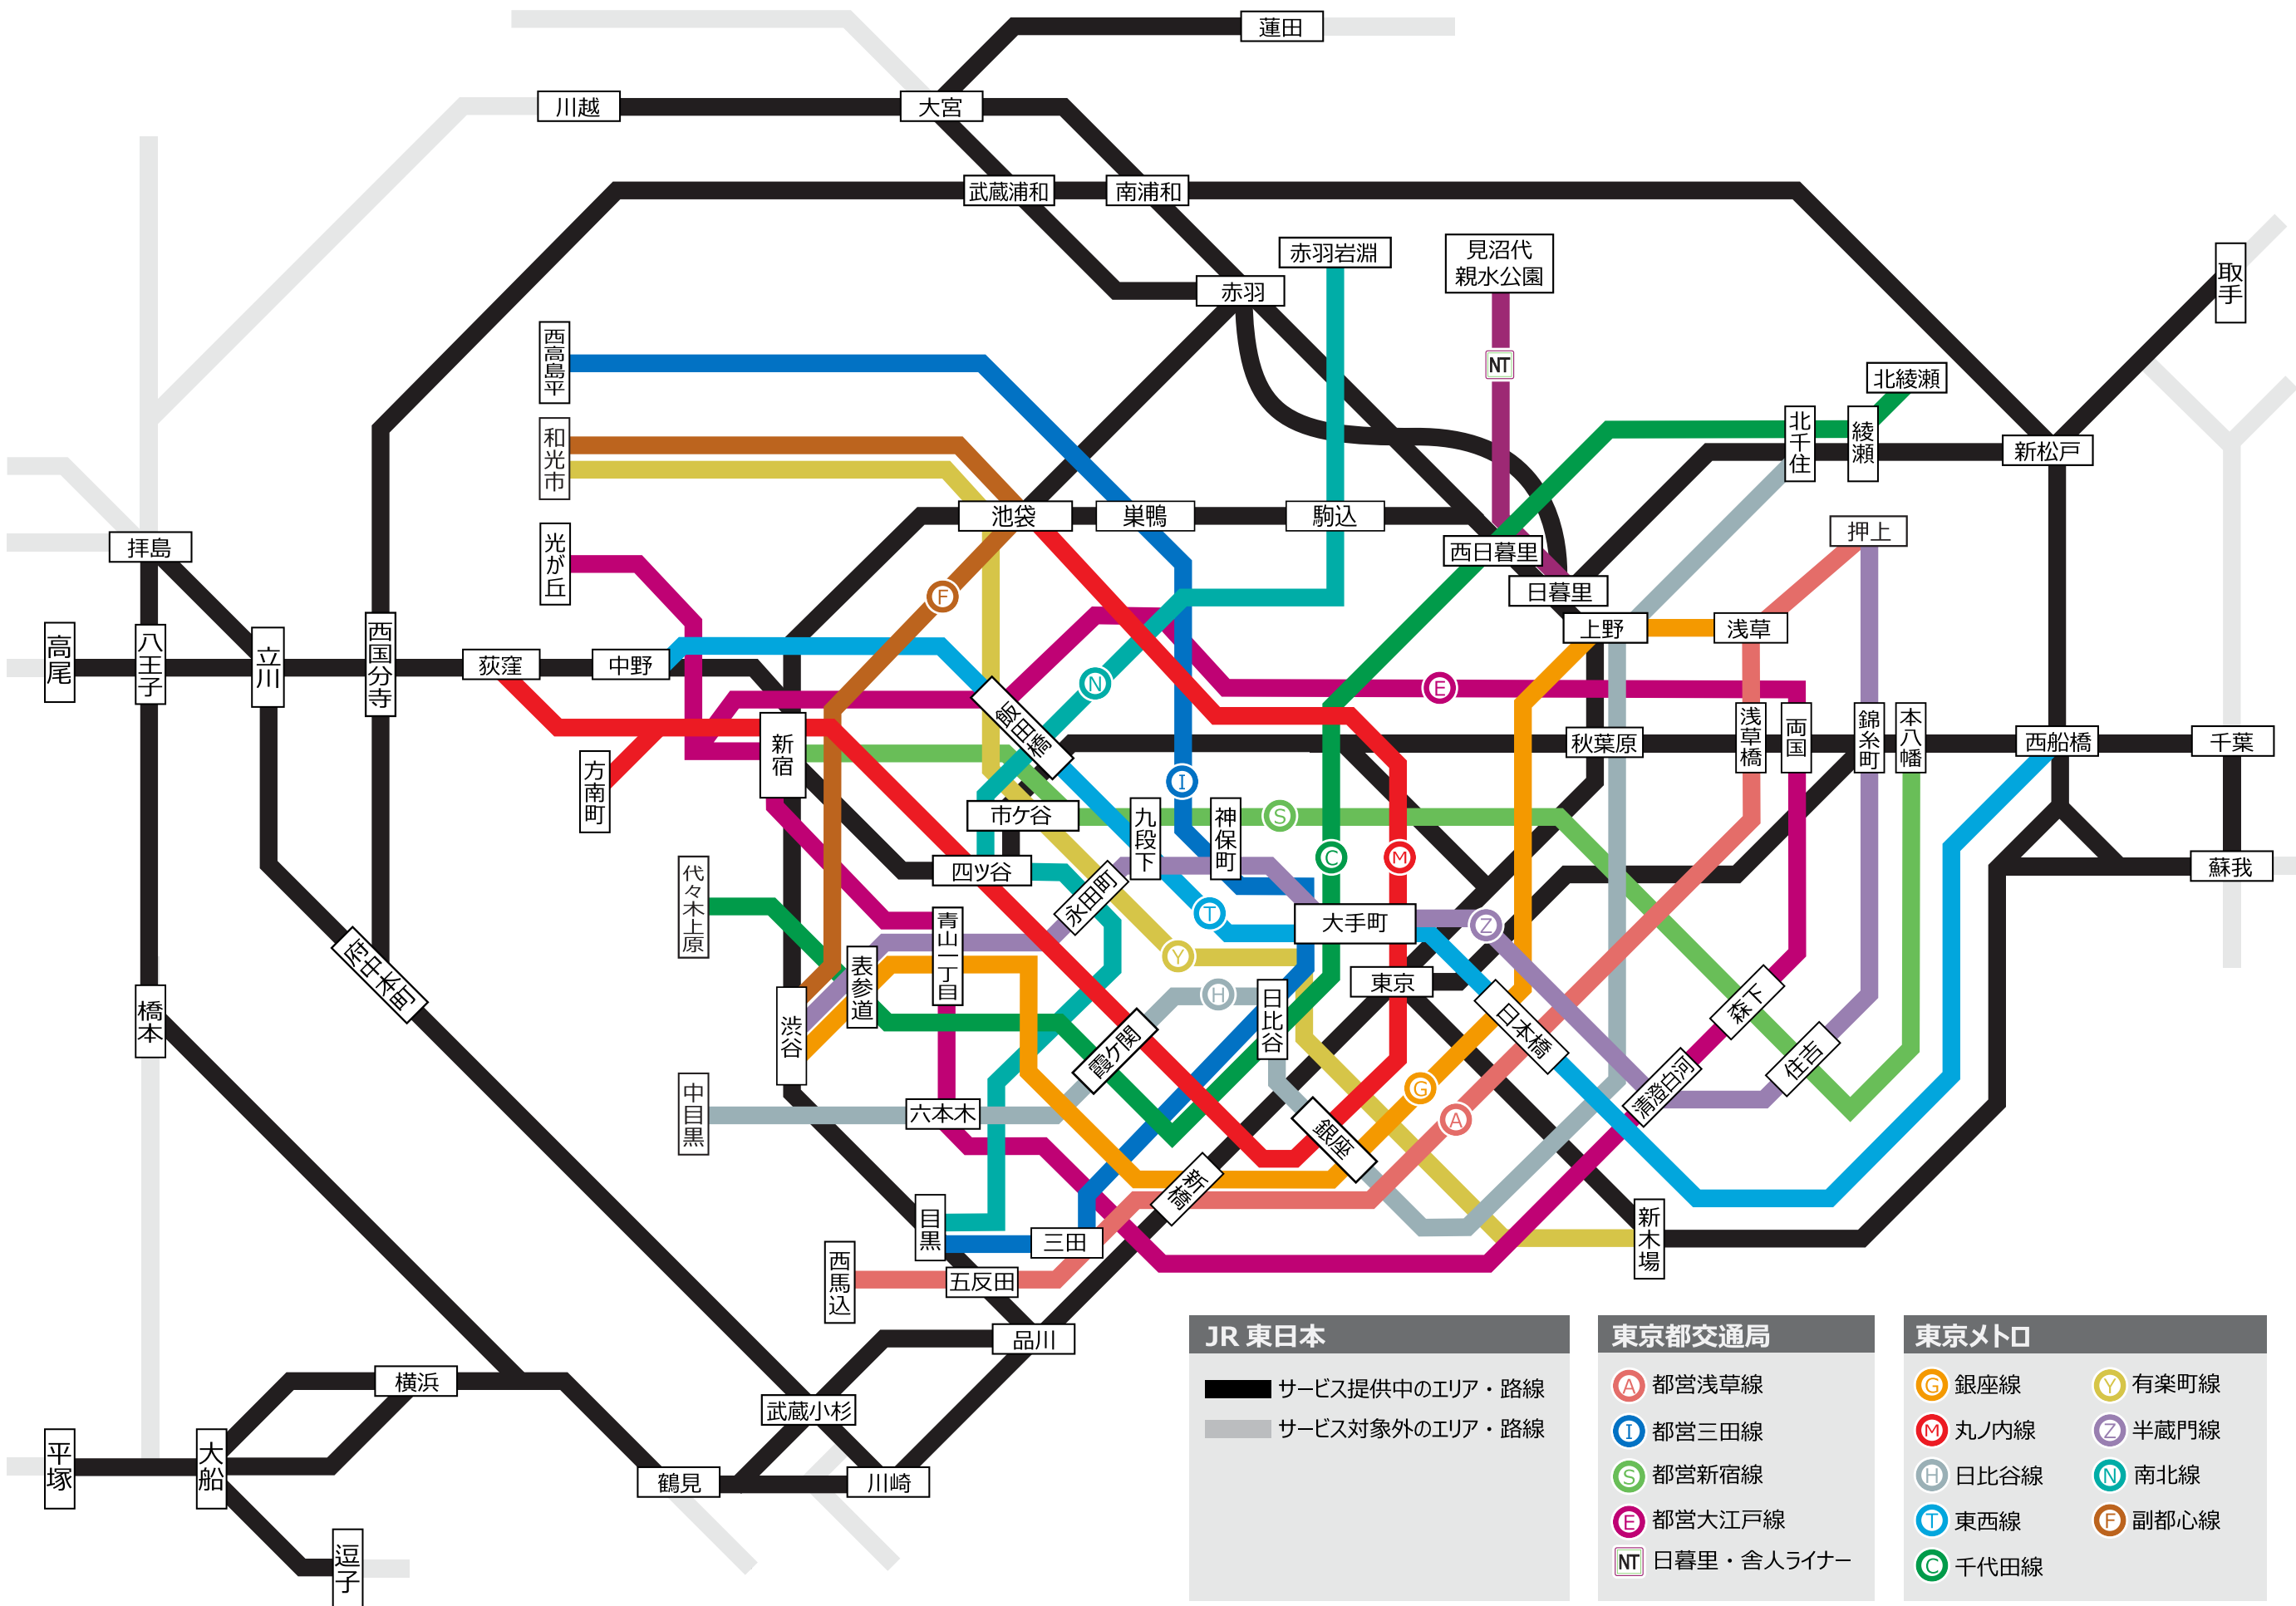 蓮田
川越
大宮
武蔵浦和
南浦和
赤羽岩淵
見沼代
親水公園
赤羽
取手
NT
西高島平
北綾瀬
和光市
北千住
綾瀬
新松戸
池袋
巣鴨
駒込
押上
光が丘
拝島
西日暮里
日暮里
F
高尾
八王子
立川
西国分寺
荻窪
中野
上野
浅草
N
E
飯田橋
新宿
秋葉原
浅草橋
両国
錦糸町
本八幡
西船橋
千葉
方南町
I
市ケ谷
九段下
神保町
S
C
M
四ツ谷
蘇我
代々木上原
永田町
青山一丁目
T
大手町
Z
府中本町
表参道
Y
東京
橋本
渋谷
H
日比谷
日本橋
森下
霞ケ関
住吉
中目黒
六本木
G
A
銀座
清澄白河
目黒
新橋
三田
新木場
西馬込
五反田
品川
横浜
武蔵小杉
平塚
大船
鶴見
川崎
逗子
JR 東日本
サービス提供中のエリア・路線
サービス対象外のエリア・路線
東京都交通局
A 都営浅草線
I 都営三田線
S 都営新宿線
E 都営大江戸線
NT 日暮里・舎人ライナー
東京メトロ
G 銀座線
M 丸ノ内線
H 日比谷線
T 東西線
C 千代田線
Y 有楽町線
Z 半蔵門線
N 南北線
F 副都心線